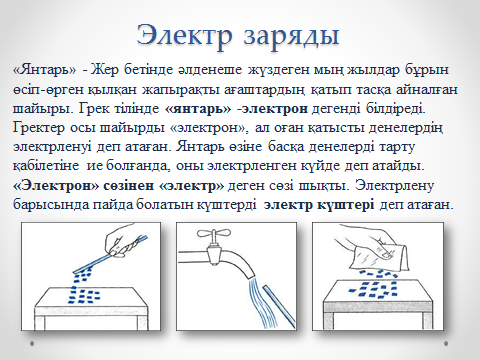 Электр заряды
«Янтарь» - Жер бетінде әлденеше жүздеген мың жылдар бұрын
өсіп-өрген қылқан жапырақты ағаштардың қатып тасқа айналған
шайыры. Грек тілінде «янтарь» -электрон дегенді білдіреді.
Гректер осы шайырды «электрон», ал оған қатысты денелердің
электрленуі деп атаған. Янтарь өзіне басқа денелерді тарту
қабілетіне ие болғанда, оны электрленген күйде деп атайды.
«Электрон» сөзінен «электр» деген сөзі шықты. Электрлену
барысында пайда болатын күштерді электр күштері деп атаған.